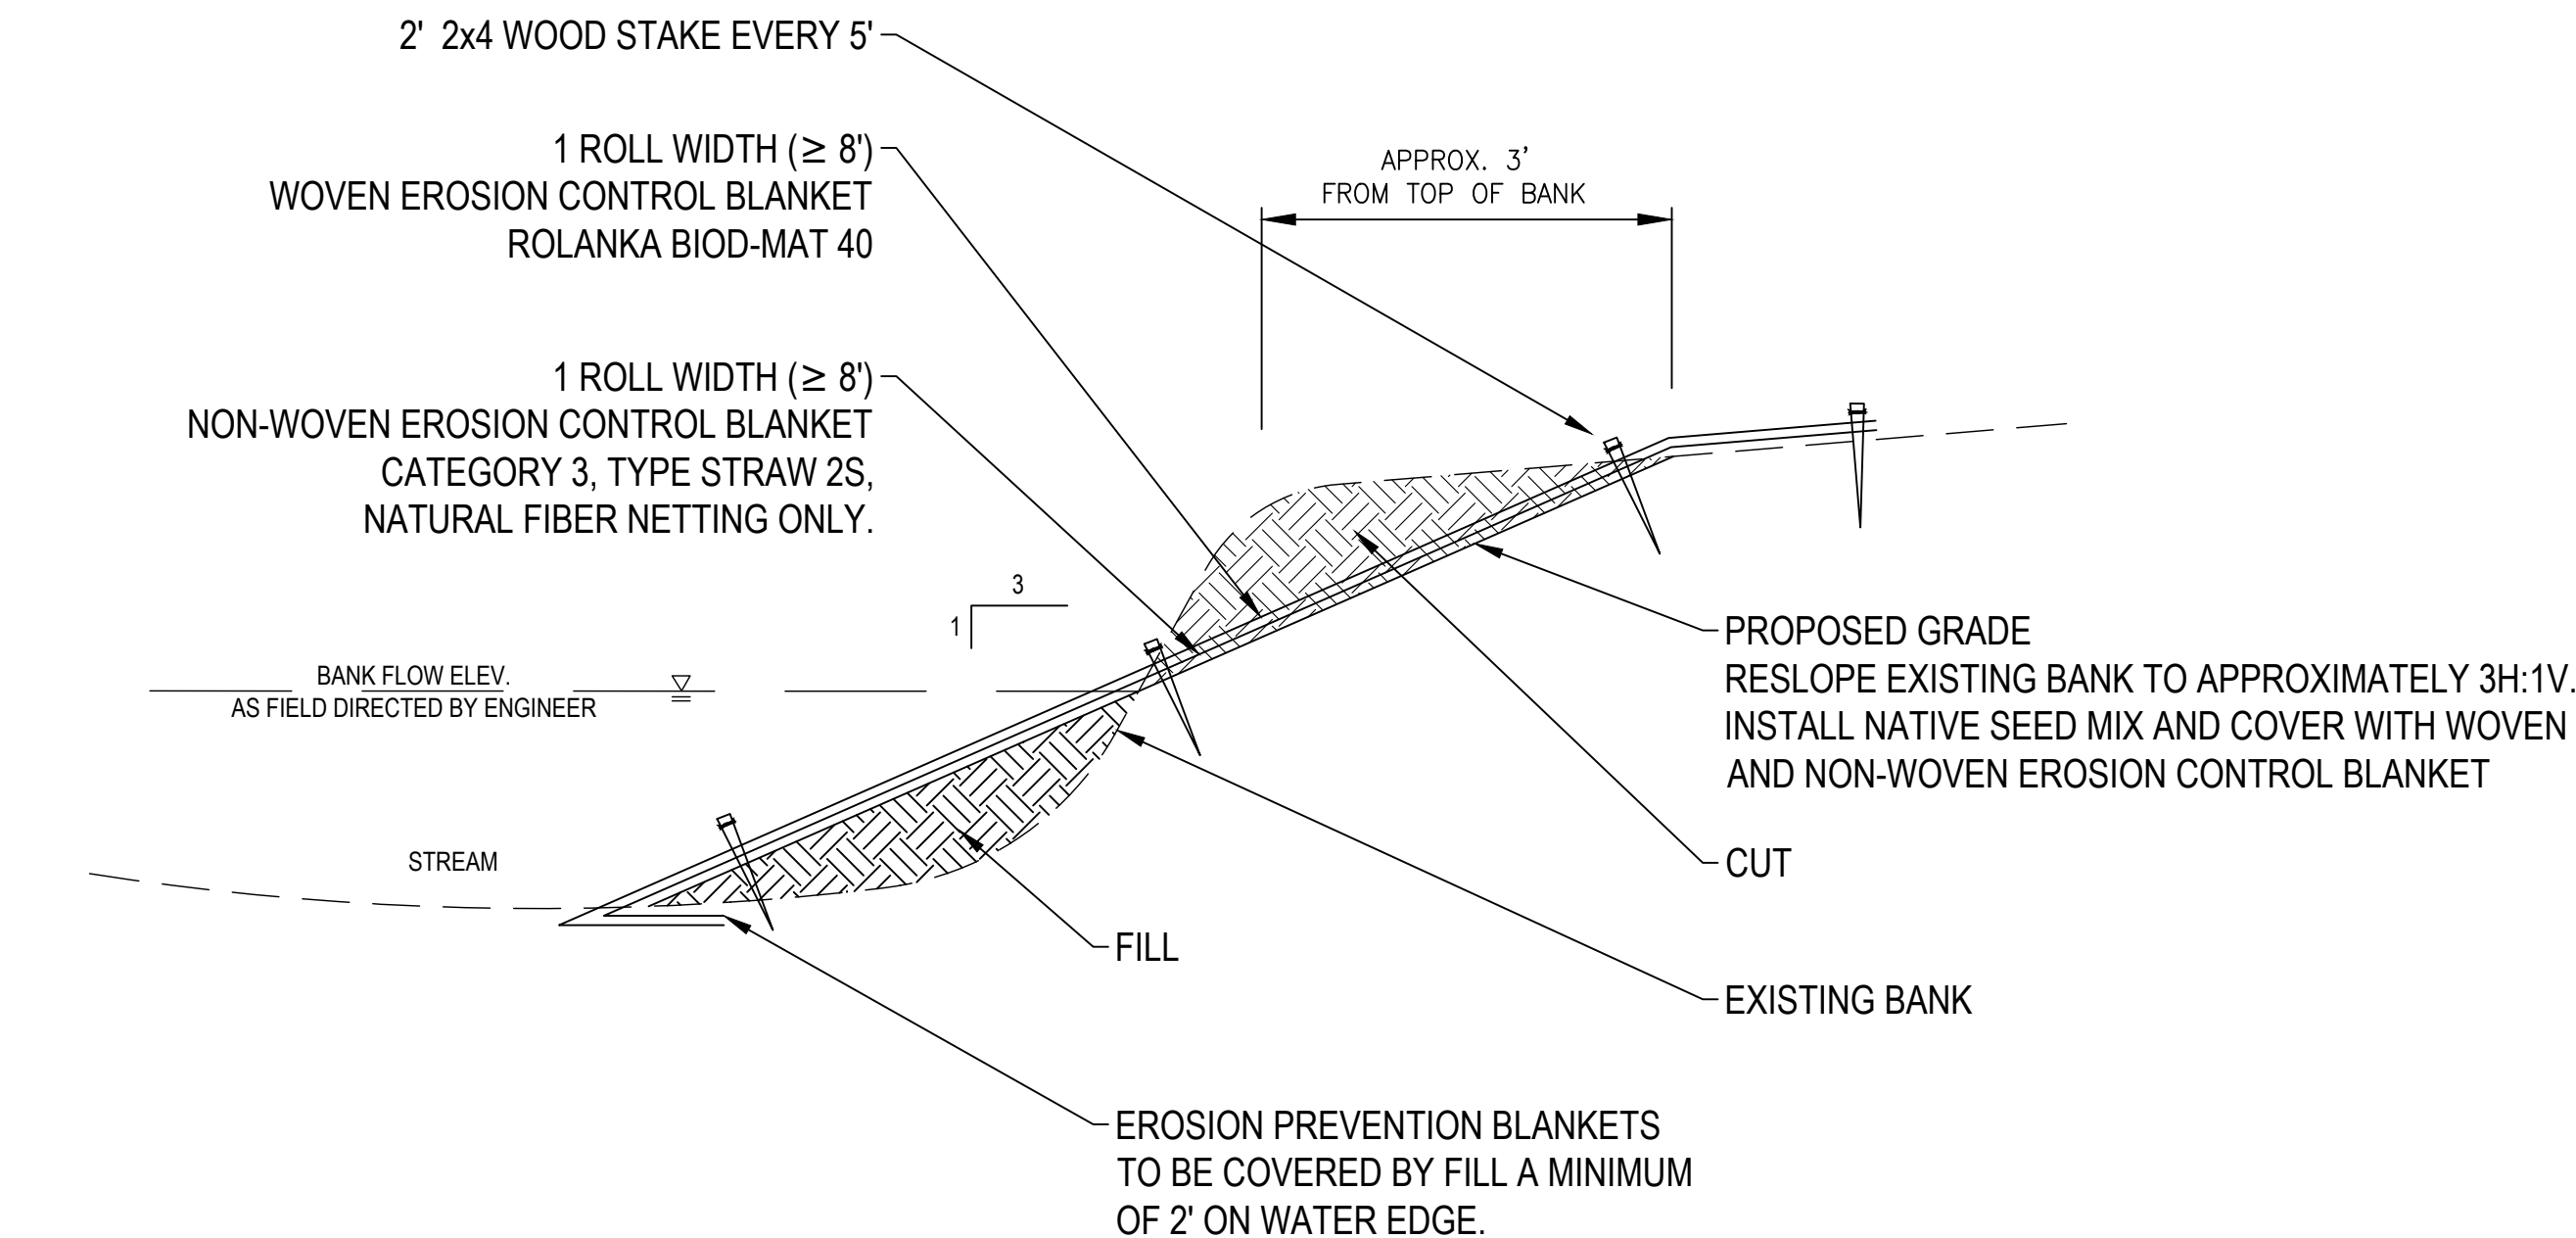 2' 2x4 WOOD STAKE EVERY 5'
1 ROLL WIDTH (≥ 8')
WOVEN EROSION CONTROL BLANKET
ROLANKA BIOD-MAT 40
APPROX. 3'
FROM TOP OF BANK
1 ROLL WIDTH (≥ 8')
NON-WOVEN EROSION CONTROL BLANKET
CATEGORY 3, TYPE STRAW 2S,
NATURAL FIBER NETTING ONLY.
3
1
BANK FLOW ELEV.
AS FIELD DIRECTED BY ENGINEER
STREAM
PROPOSED GRADE
RESLOPE EXISTING BANK TO APPROXIMATELY 3H:1V.
INSTALL NATIVE SEED MIX AND COVER WITH WOVEN
AND NON-WOVEN EROSION CONTROL BLANKET
CUT
FILL
EXISTING BANK
EROSION PREVENTION BLANKETS
TO BE COVERED BY FILL A MINIMUM
OF 2' ON WATER EDGE.